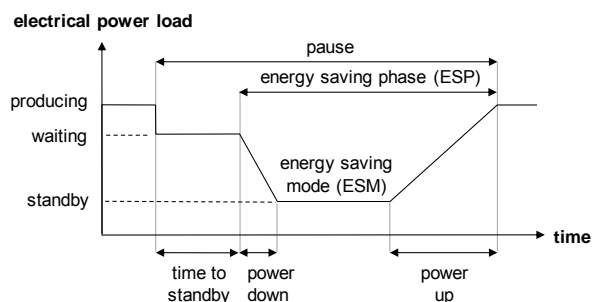 electrical power load
pause
energy saving phase (ESP)
producing
waiting
energy saving
mode (ESM)
standby
time
time to
standby
power
down
power
up